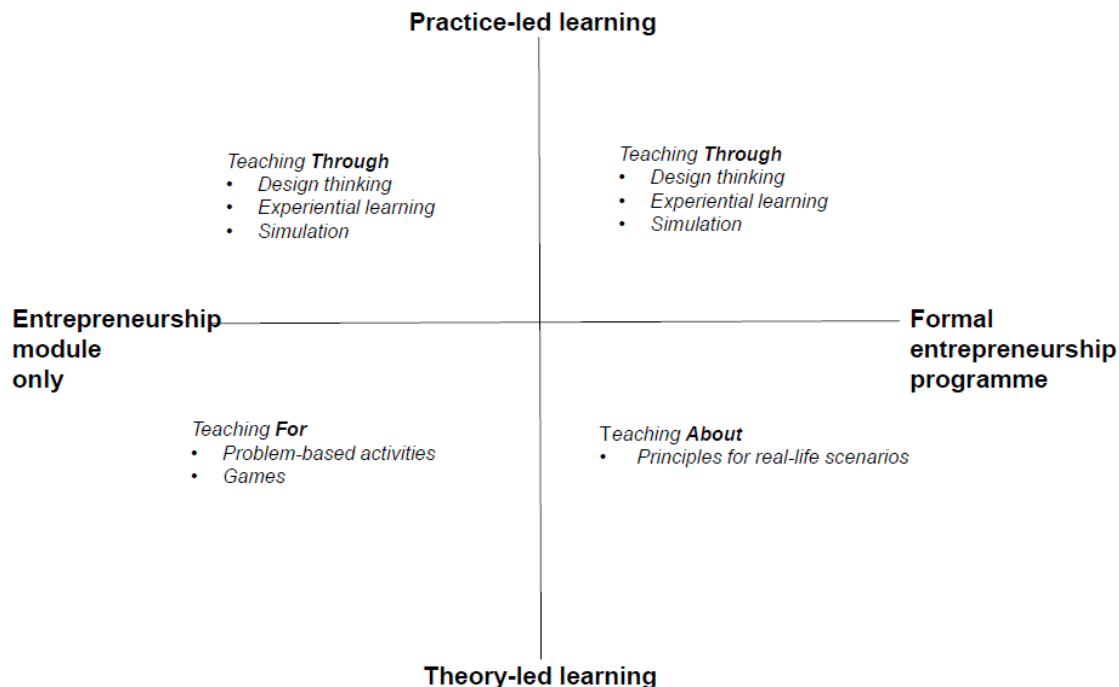 Practice-led learning
Teaching Through
• Design thinking
• Experiential learning
• Simulation
Teaching Through
• Design thinking
• Experiential learning
• Simulation
Entrepreneurship
module
only
Formal
entrepreneurship
programme
Teaching For
• Problem-based activities
• Games
Teaching About
• Principles for real-life scenarios
Theory-led learning